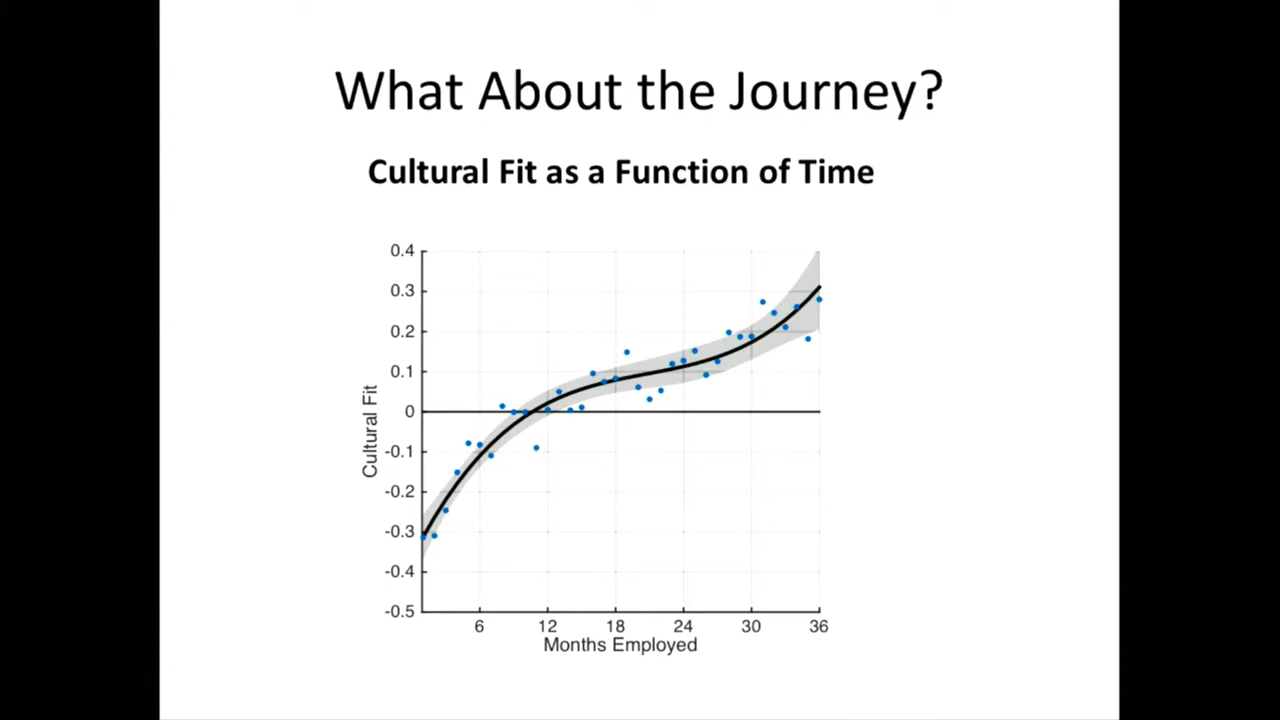 What About the Journey?
Cultural Fit as a Function of Time
0.4
0.3
0.2
0.1
0
-0.1
-0.2
-0.3
-0.4
-0.5
Cultural Fit
6 12 18 24 30 36
Months Employed